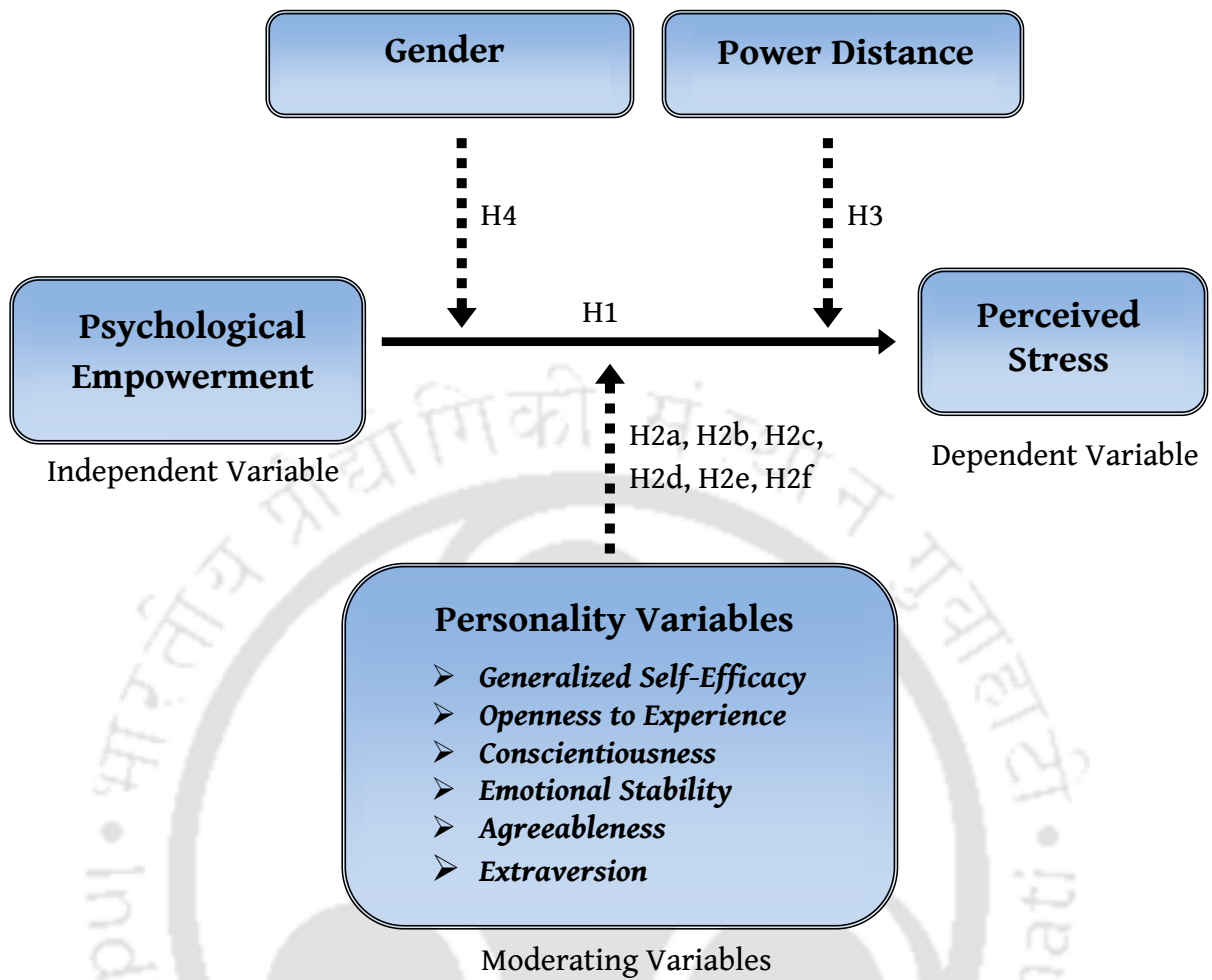 Gender
Power Distance
H4
H3
Psychological
Empowerment
H1
Perceived
Stress
Independent Variable
H2a, H2b, H2c,
H2d, H2e, H2f
Dependent Variable
Personality Variables
➢ Generalized Self-Efficacy
➢ Openness to Experience
➢ Conscientiousness
➢ Emotional Stability
➢ Agreeableness
➢ Extraversion
Moderating Variables
भारतीय प्रौद्योगिकी संस्थान गुवाहाटी